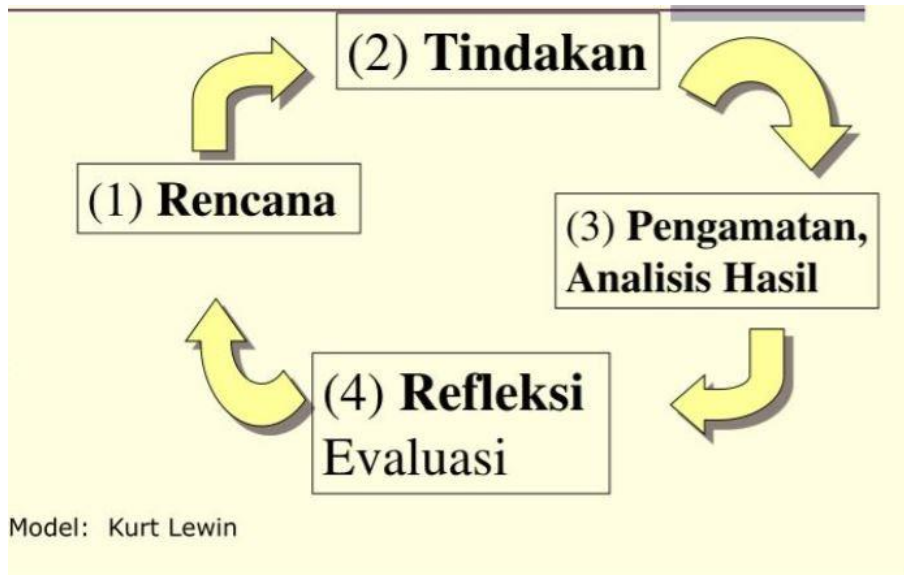 (2) Tindakan
(1) Rencana
(3) Pengamatan,
Analisis Hasil
(4) Refleksi
Evaluasi
Model: Kurt Lewin